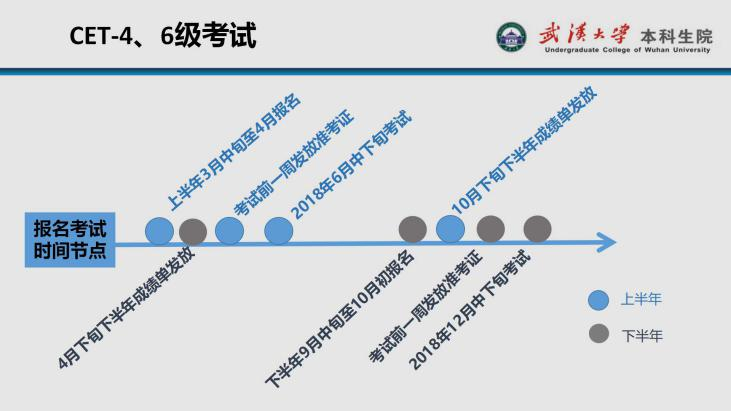 CET-4、6级考试
武汉大学 本科生院
Undergraduate College of Wuhan University
上半年3月中旬至4月报名
考试前一周发放准考证
2018年6月中下旬考试
10月下旬下半年成绩单发放
报名考试
时间节点
4月下旬下半年成绩单发放
下半年9月中旬至10月初报名
考试前一周发放准考证
2018年12月中下旬考试
上半年
下半年